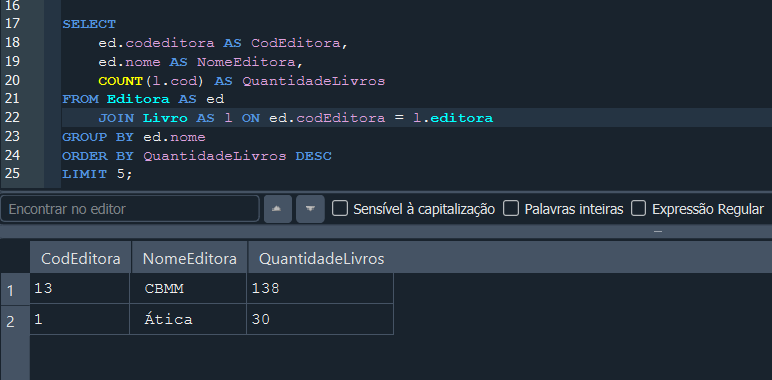 16
17 SELECT
18 ed.codeditora AS CodEditora,
19 ed.nome AS NomeEditora,
20 COUNT(l.cod) AS QuantidadeLivros
21 FROM Editora AS ed
22 JOIN Livro AS l ON ed.codEditora = l.editora
23 GROUP BY ed.nome
24 ORDER BY QuantidadeLivros DESC
25 LIMIT 5;
Encontrar no editor Sensível à capitalização Palavras inteiras Expressão Regular
CodEditora NomeEditora QuantidadeLivros
1 13 CBMM 138
2 1 Ática 30